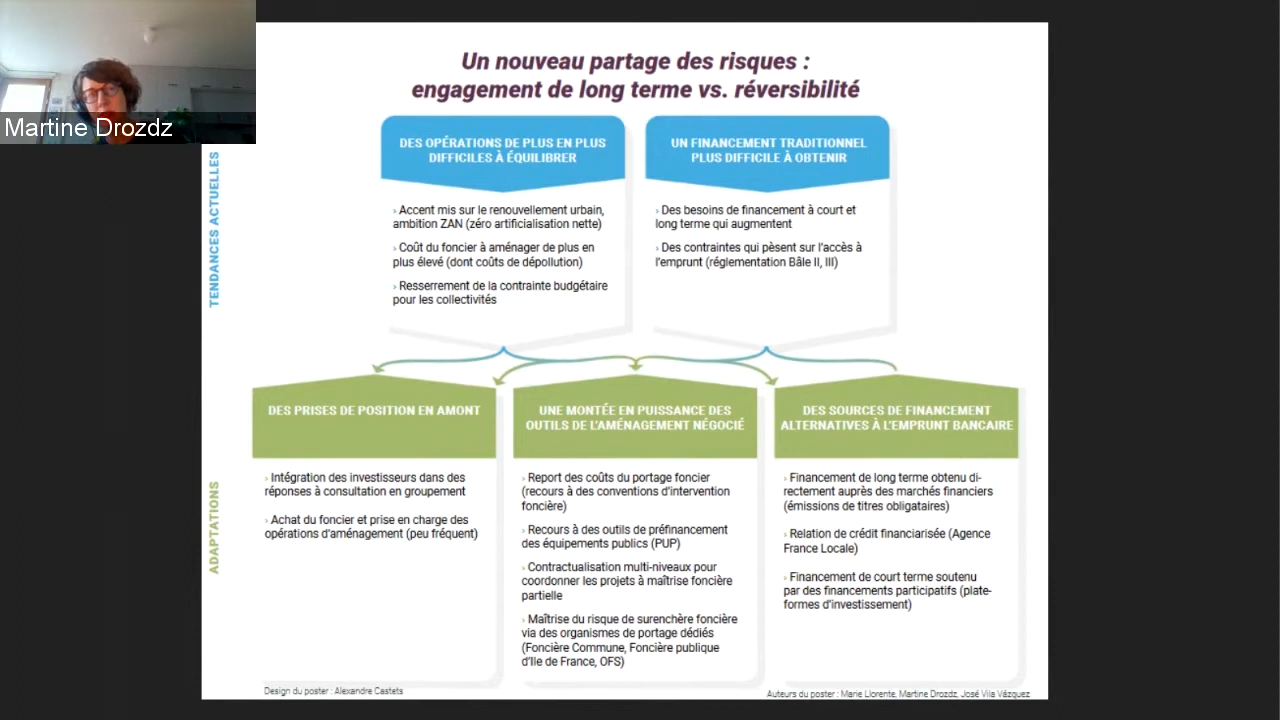 Martine Drozdz
Un nouveau partage des risques :
engagement de long terme vs. réversibilité
TENDANCES ACTUELLES
DES OPÉRATIONS DE PLUS EN PLUS
DIFFICILES À ÉQUILIBRER
› Accent mis sur le renouvellement urbain,
ambition ZAN (zéro artificialisation nette)
› Coût du foncier à aménager de plus en
plus élevé (dont coûts de dépollution)
› Resserrement de la contrainte budgétaire
pour les collectivités
UN FINANCEMENT TRADITIONNEL
PLUS DIFFICILE À OBTENIR
› Des besoins de financement à court et
long terme qui augmentent
› Des contraintes qui pèsent sur l'accès à
l'emprunt (réglementation Bâle II, III)
ADAPTATIONS
DES PRISES DE POSITION EN AMONT
› Intégration des investisseurs dans des
réponses à consultation en groupement
› Achat du foncier et prise en charge des
opérations d'aménagement (peu fréquent)
UNE MONTÉE EN PUISSANCE DES
OUTILS DE L'AMÉNAGEMENT NÉGOCIÉ
› Report des coûts du portage foncier
(recours à des conventions d'intervention
foncière)
› Recours à des outils de préfinancement
des équipements publics (PUP)
› Contractualisation multi-niveaux pour
coordonner les projets à maîtrise foncière
partielle
› Maîtrise du risque de surenchère foncière
via des organismes de portage dédiés
(Foncière Commune, Foncière publique
d'Ile de France, OFS)
DES SOURCES DE FINANCEMENT
ALTERNATIVES À L'EMPRUNT BANCAIRE
› Financement de long terme obtenu di-
rectement auprès des marchés financiers
(émissions de titres obligataires)
› Relation de crédit financiarisée (Agence
France Locale)
› Financement de court terme soutenu
par des financements participatifs (plate-
formes d'investissement)
Design du poster : Alexandre Castets
Auteurs du poster : Marie Llorente, Martine Drozdz, José Vila Vázquez